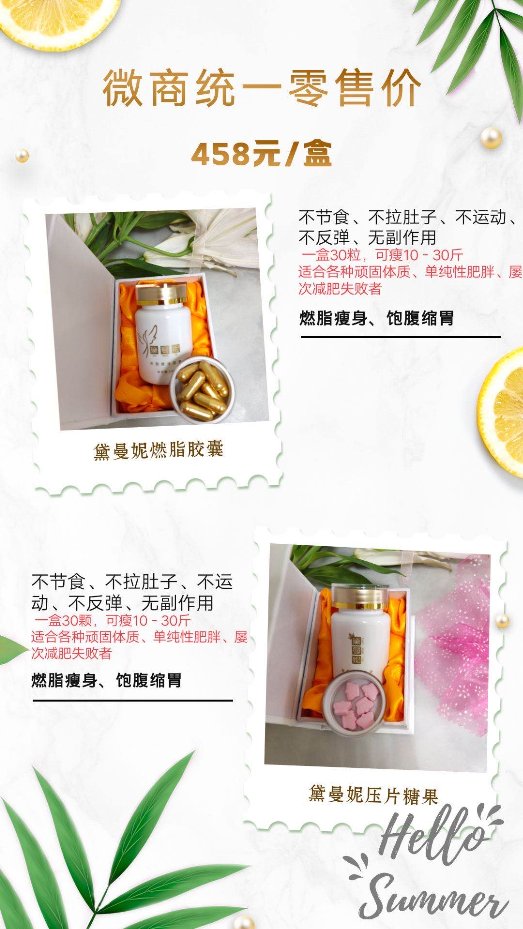 微商统一零售价
458元/盒
不节食、不拉肚子、不运动、
不反弹、无副作用
一盒30粒，可瘦10－30斤
适合各种顽固体质、单纯性肥胖、屡
次减肥失败者
燃脂瘦身、饱腹缩胃
黛曼妮燃脂胶囊
不节食、不拉肚子、不运
动、不反弹、无副作用
一盒30颗，可瘦10－30斤
适合各种顽固体质、单纯性肥胖、屡
次减肥失败者
燃脂瘦身、饱腹缩胃
黛曼妮压片糖果
Hello
Summer